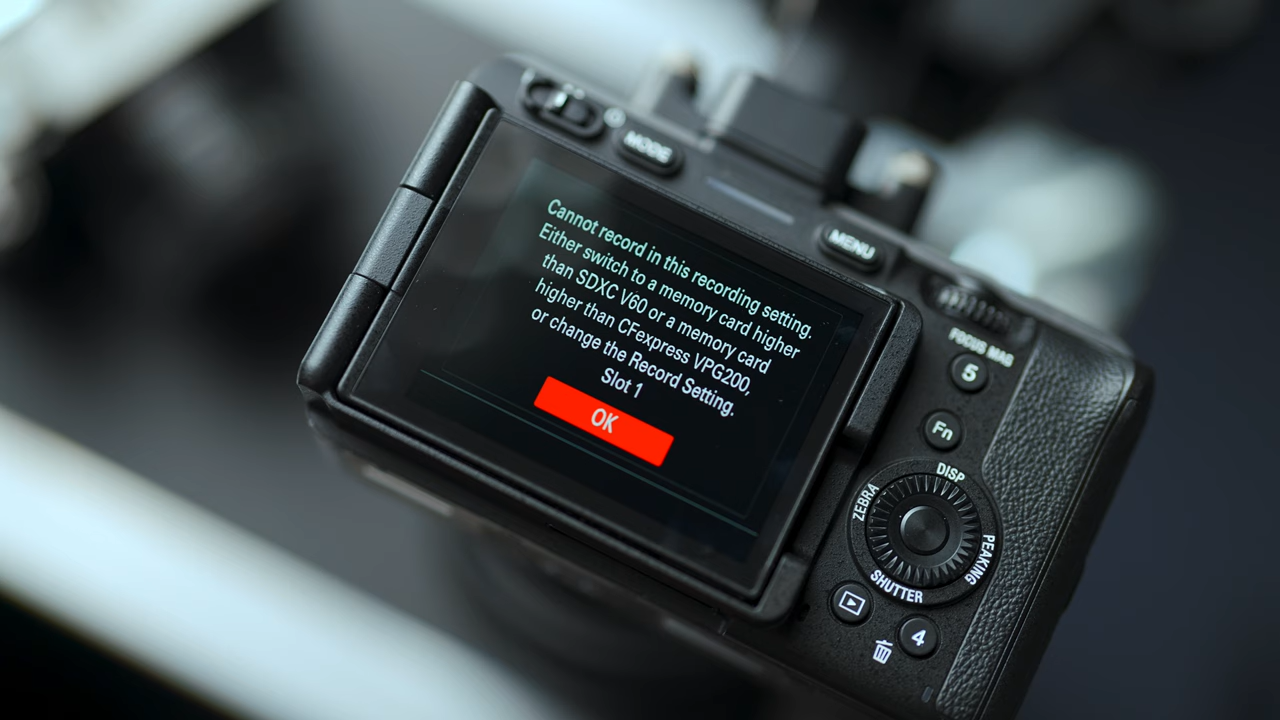 MODE
MENU
Cannot record in this recording setting.
Either switch to a memory card higher
than SDXC V60 or a memory card
higher than CFexpress VPG200,
or change the Record Setting.
Slot 1
OK
FOCUS MAG
5
Fn
DISP
ZEBRA
PEAKING
SHUTTER
4